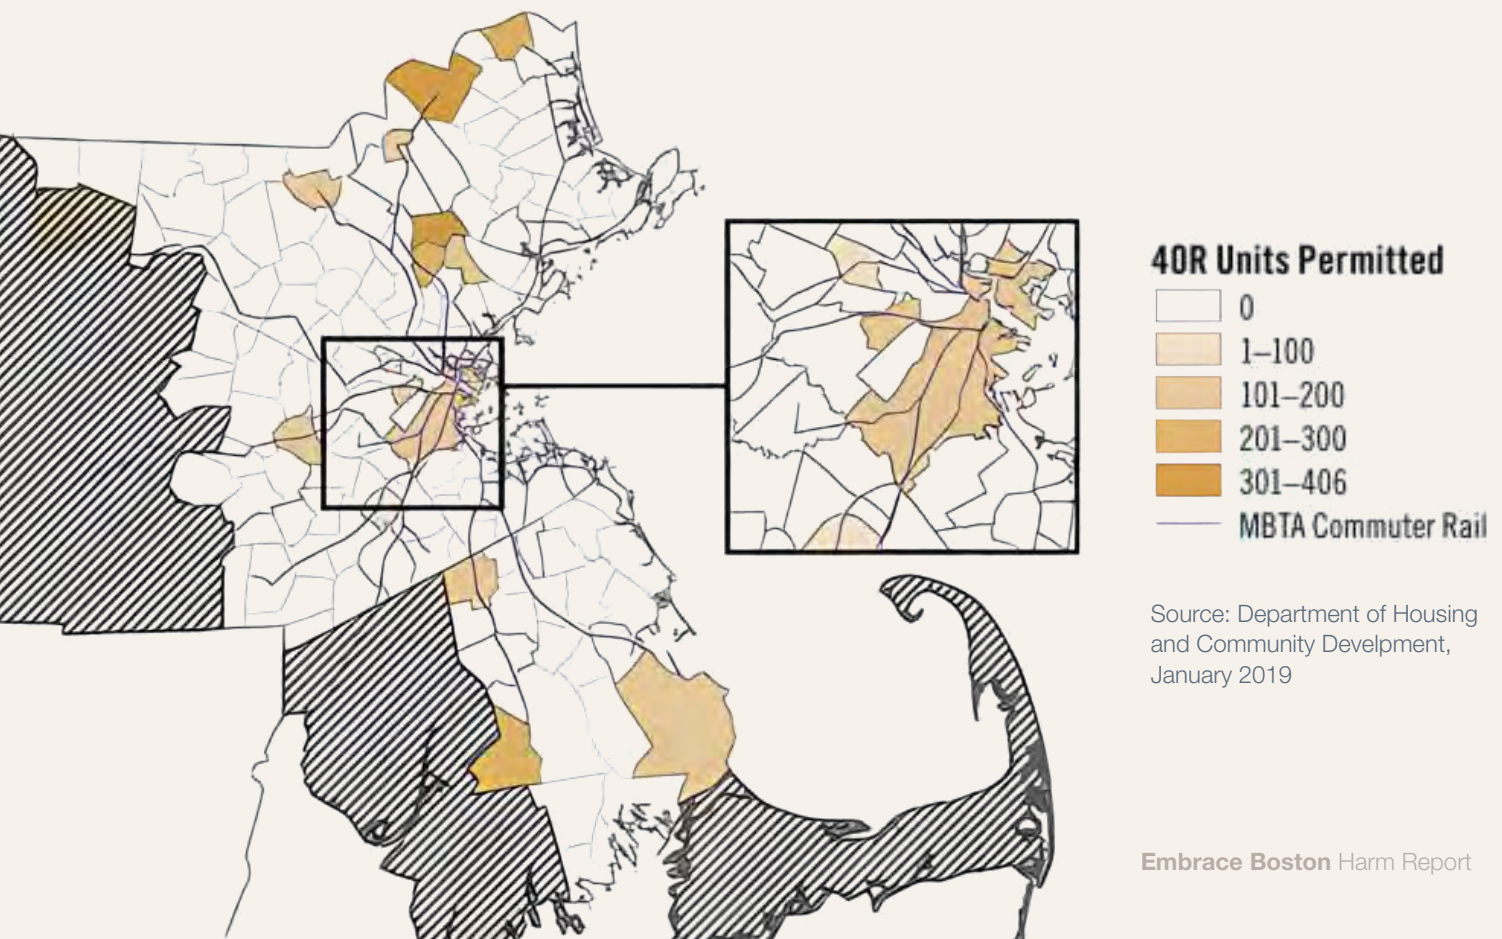 40R Units Permitted
0
1–100
101–200
201–300
301–406
MBTA Commuter Rail
Source: Department of Housing
and Community Develpment,
January 2019
Embrace Boston Harm Report